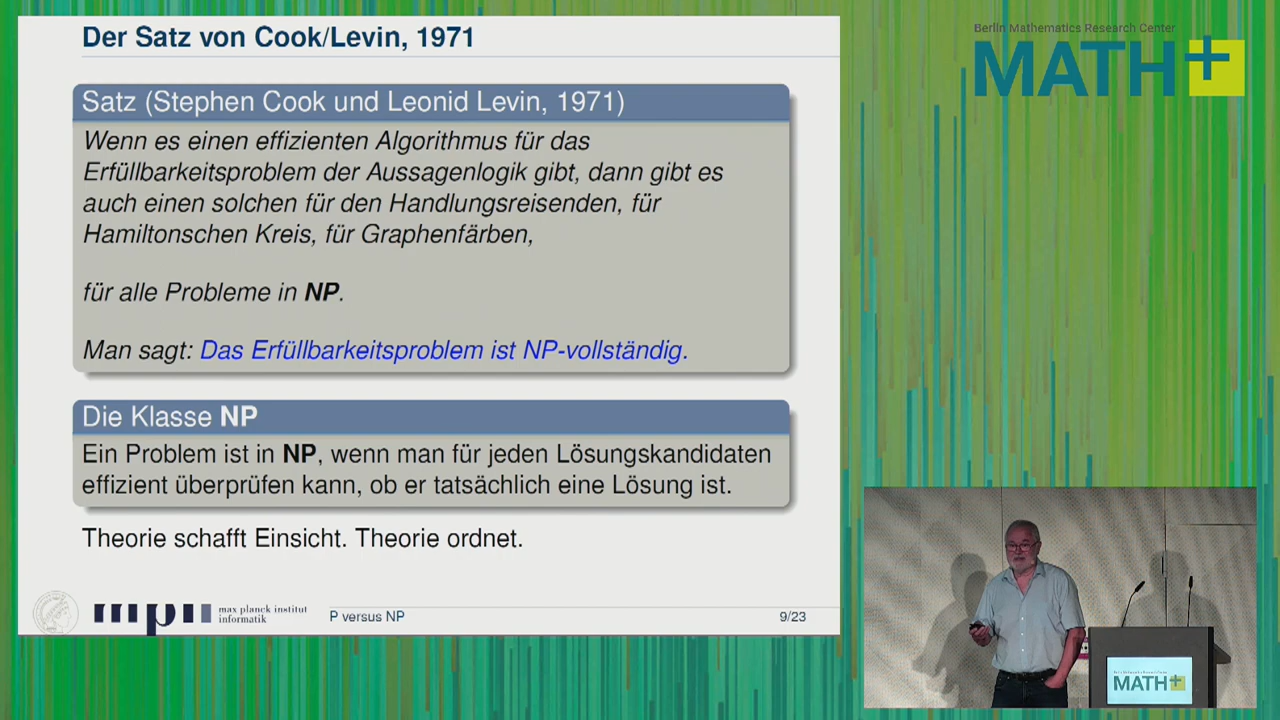 Der Satz von Cook/Levin, 1971
Satz (Stephen Cook und Leonid Levin, 1971)
Wenn es einen effizienten Algorithmus für das
Erfüllbarkeitsproblem der Aussagenlogik gibt, dann gibt es
auch einen solchen für den Handlungsreisenden, für
Hamiltonschen Kreis, für Graphenfärben,
für alle Probleme in NP.
Man sagt: Das Erfüllbarkeitsproblem ist NP-vollständig.
Die Klasse NP
Ein Problem ist in NP, wenn man für jeden Lösungskandidaten
effizient überprüfen kann, ob er tatsächlich eine Lösung ist.
Theorie schafft Einsicht. Theorie ordnet.
max planck institut
informatik
P versus NP
9/23
Berlin Mathematics Research Center
MATH+
MATH+